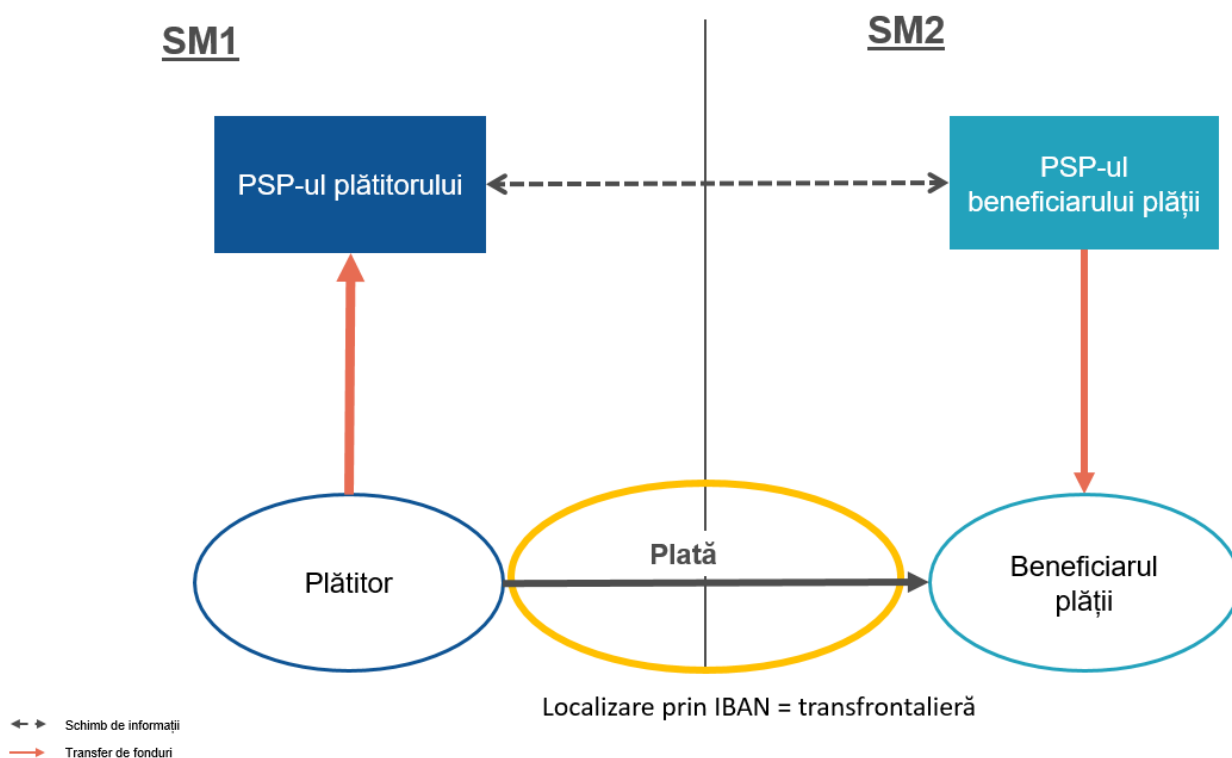 SM1
SM2
PSP-ul plătitorului
PSP-ul
beneficiarului plății
Plată
Plătitor
Beneficiarul
plății
Localizare prin IBAN = transfrontalieră
Schimb de informații
Transfer de fonduri